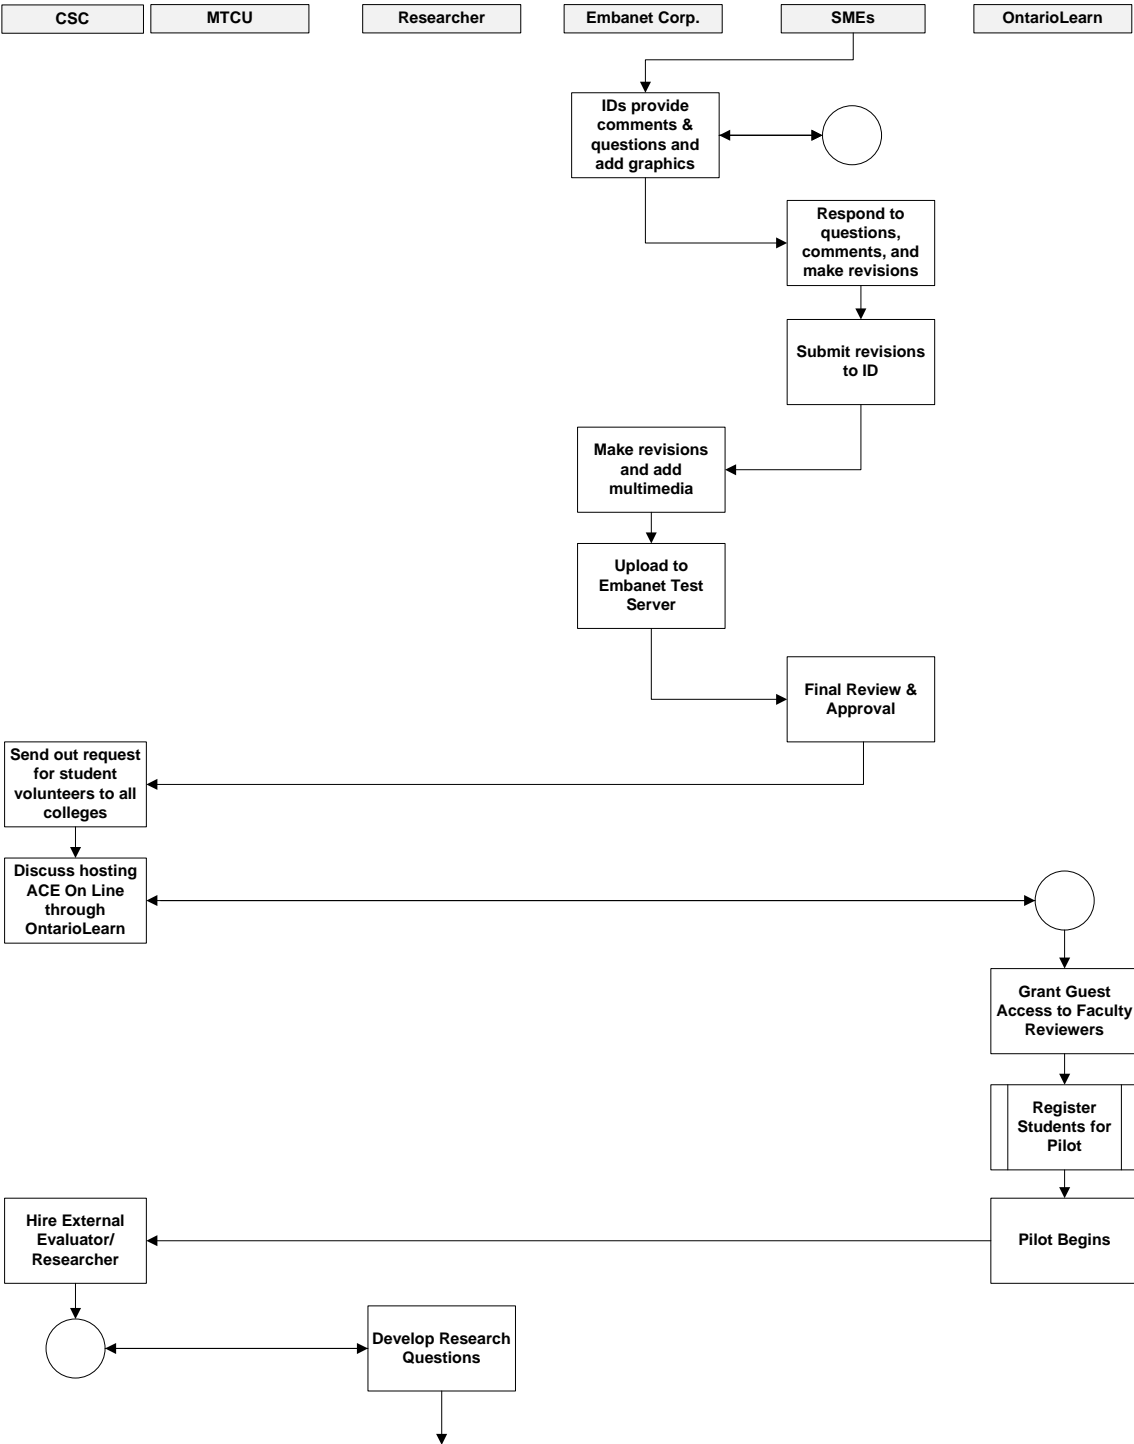 CSC
MTCU
Researcher
Embanet Corp.
SMEs
OntarioLearn
IDs provide
comments &
questions and
add graphics
Respond to
questions,
comments, and
make revisions
Submit revisions
to ID
Make revisions
and add
multimedia
Upload to
Embanet Test
Server
Final Review &
Approval
Send out request
for student
volunteers to all
colleges
Discuss hosting
ACE On Line
through
OntarioLearn
Grant Guest
Access to Faculty
Reviewers
Register
Students for
Pilot
Hire External
Evaluator/
Researcher
Pilot Begins
Develop Research
Questions